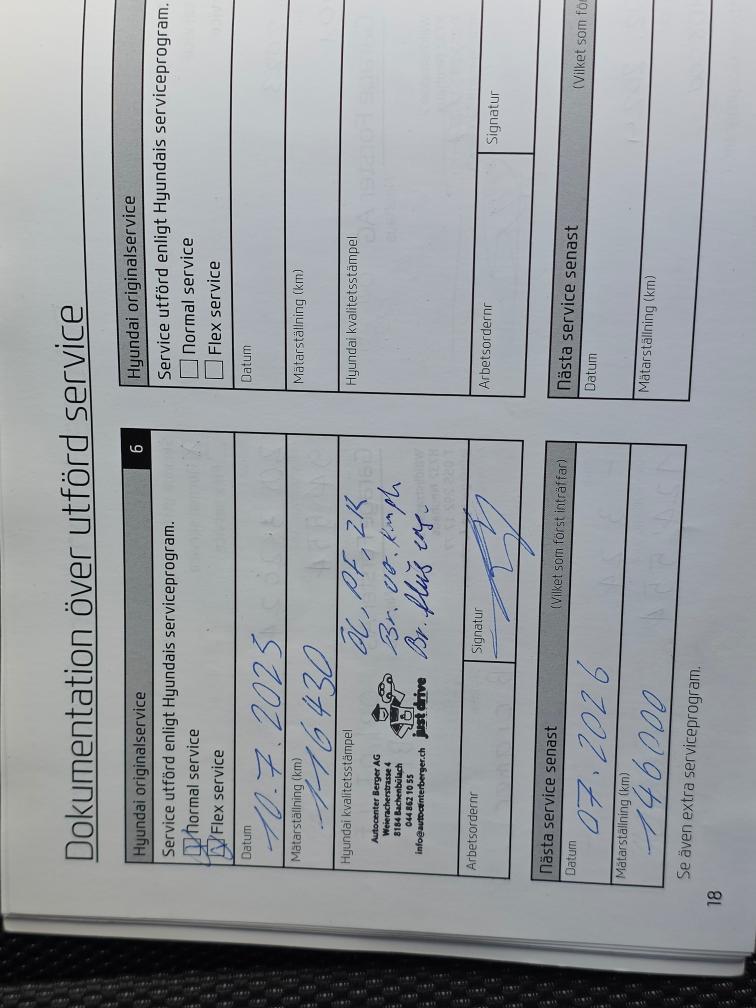 Dokumentation över utförd service
Hyundai originalservice 6
Service utförd enligt Hyundais serviceprogram.
Normal service
Flex service
Datum
10.7.2025
Mätarställning (km)
116430
Hyundai kvalitetsstämpel
Autocenter Berger AG
Weieracherstrasse 4
8184 Bachenbülach
044 862 10 55
info@autocenterberger.ch
just drive
Br.
Br. flüs
Arbetsordernr
Signatur
Nästa service senast (Vilket som först inträffar)
Datum
07.2026
Mätarställning (km)
146000
Se även extra serviceprogram.
18
Hyundai originalservice
Service utförd enligt Hyundais serviceprogram.
Normal service
Flex service
Datum
Mätarställning (km)
Hyundai kvalitetsstämpel
Arbetsordernr
Signatur
Nästa service senast (Vilket som för
Datum
Mätarställning (km)